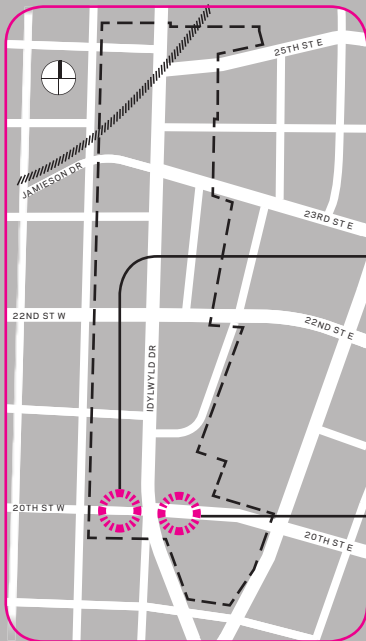 25TH ST E
JAMIESON DR
23RD ST E
22ND ST W
22ND ST E
IDYLWYLD DR
20TH ST W
20TH ST E